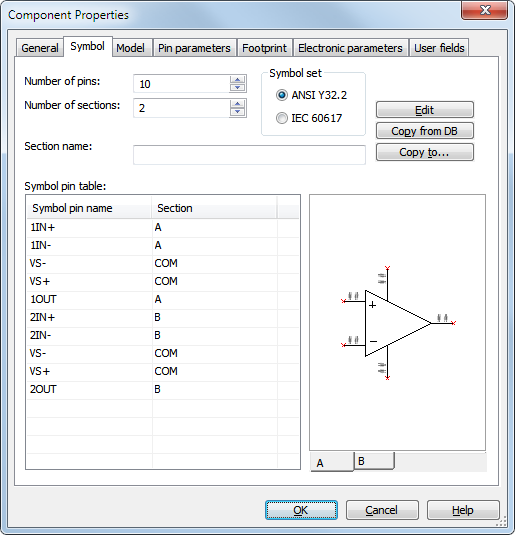 Component Properties
General Symbol Model Pin parameters Footprint Electronic parameters User fields
Number of pins: 10
Number of sections: 2
Symbol set
ANSI Y32.2
IEC 60617
Edit
Copy from DB
Copy to...
Section name:
Symbol pin table:
Symbol pin name Section
1IN+ A
1IN- A
VS- COM
VS+ COM
1OUT A
2IN+ B
2IN- B
VS- COM
VS+ COM
2OUT B
##
## + ##
## −
##
A B
OK Cancel Help